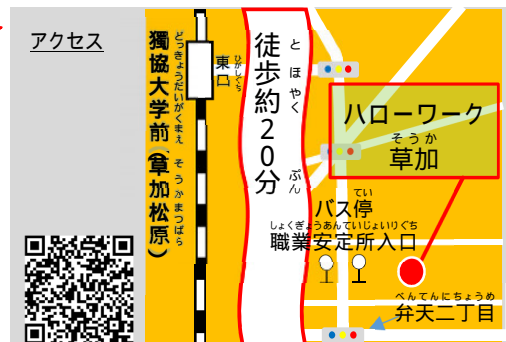 アクセス
獨協大学前(草加松原)
どっきょうだいがくまえ そうかまつばら
東口
ひがしぐち
徒歩約20分
とほやく ぷん
ハローワーク
そうか
草加
てい
バス停
しょくぎょうあんていじょいりぐち
職業安定所入口
べんてんにちょうめ
弁天二丁目